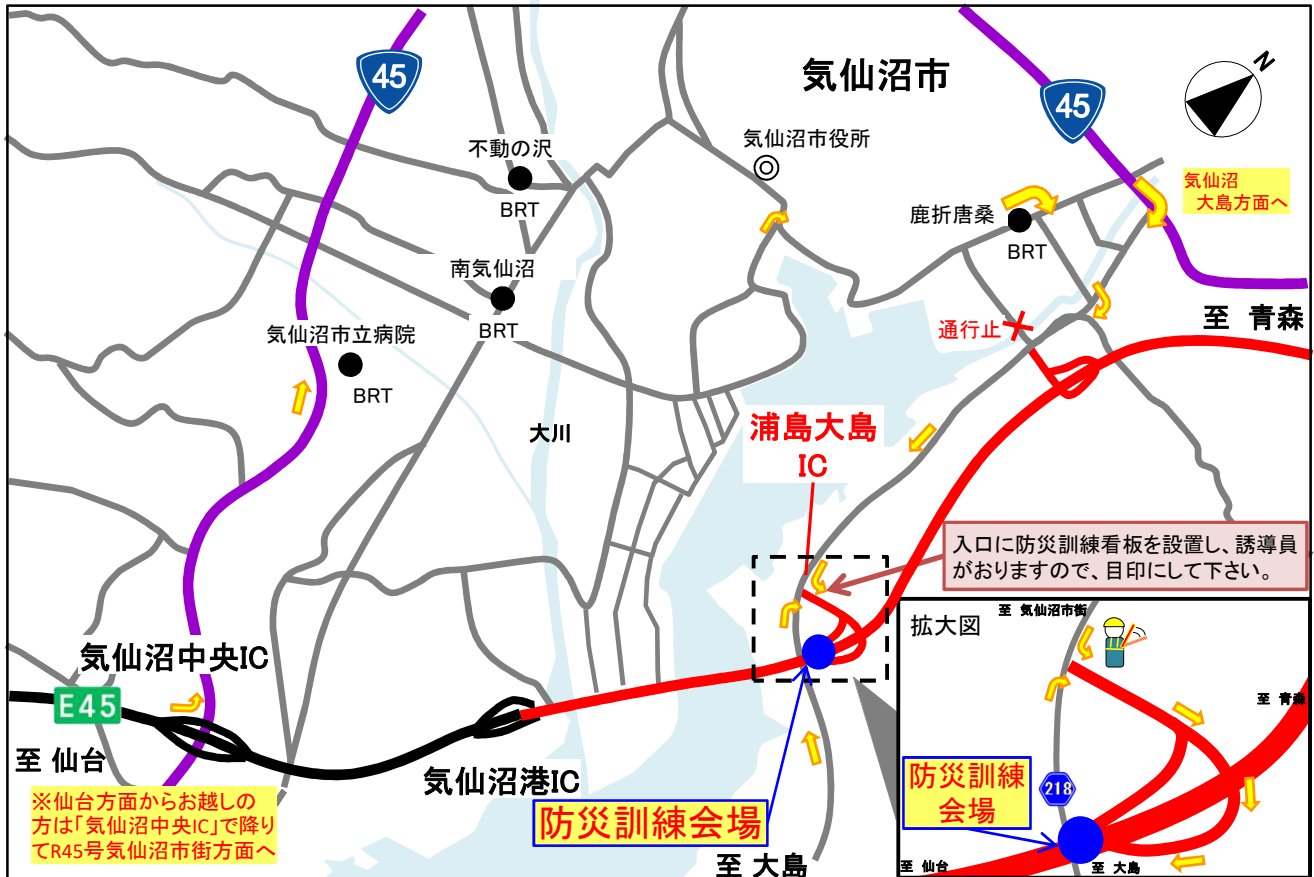 45
気仙沼市
45
N
不動の沢
BRT
気仙沼市役所
鹿折唐桑
BRT
気仙沼
大島方面へ
南気仙沼
BRT
気仙沼市立病院
BRT
通行止
至 青森
大川
浦島大島
IC
入口に防災訓練看板を設置し、誘導員
がおりますので、目印にして下さい。
気仙沼中央IC
E45
至 仙台
気仙沼港IC
※仙台方面からお越しの
方は「気仙沼中央IC」で降り
てR45号気仙沼市街方面へ
防災訓練会場
至 大島
拡大図
至 気仙沼市街
至 青森
防災訓練
会場
218
至 仙台
至 大島